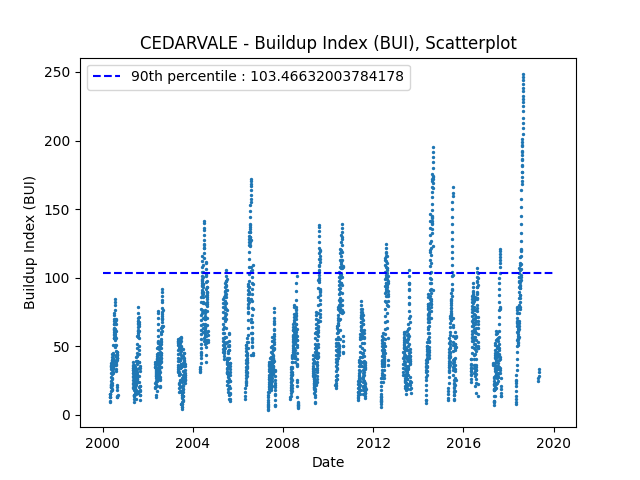 CEDARVALE - Buildup Index (BUI), Scatterplot
90th percentile : 103.46632003784178
250
200
150
100
50
0
Buildup Index (BUI)
2000 2004 2008 2012 2016 2020
Date